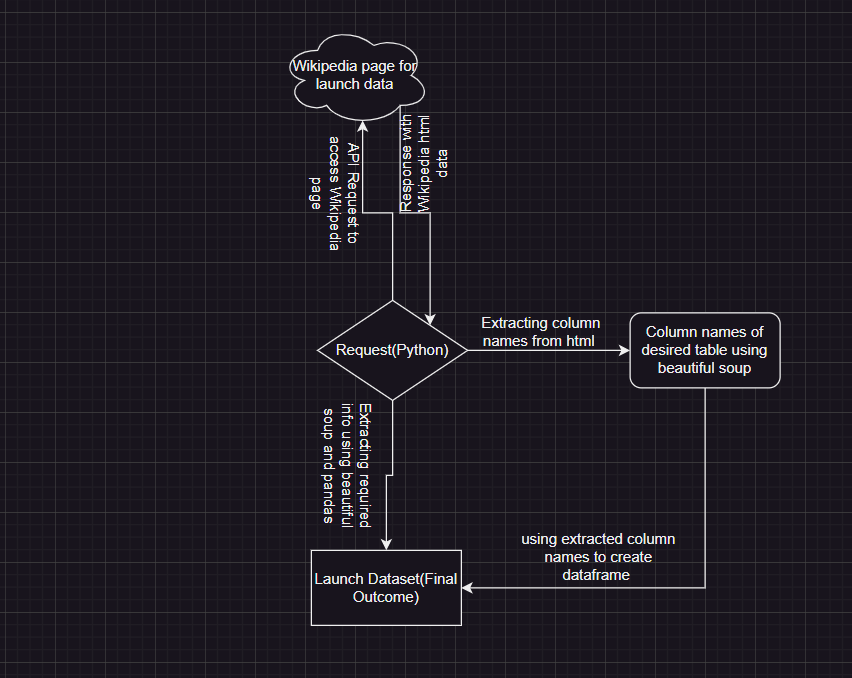 Wikipedia page for
launch data
API Request to
access Wikipedia
page
Response with
Wikipedia html
data
Request(Python)
Extracting column
names from html
Column names of
desired table using
beautiful soup
Extracting required
info using beautiful
soup and pandas
using extracted column
names to create
dataframe
Launch Dataset(Final
Outcome)